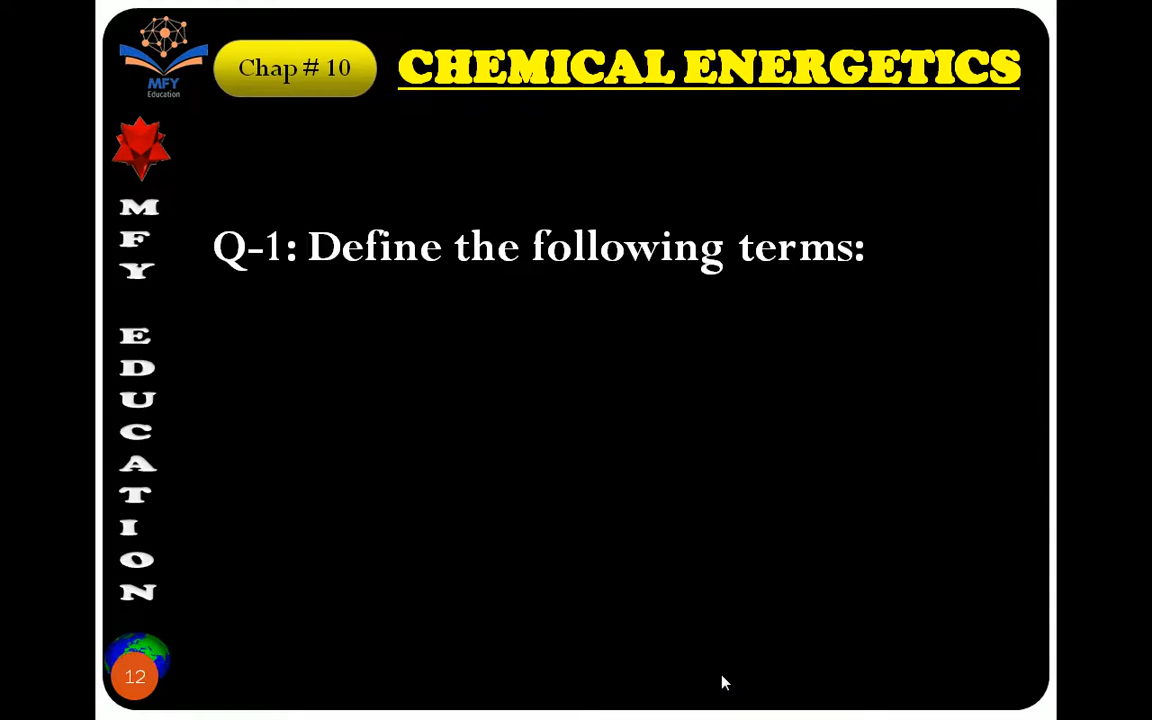 MFY
Education
Chap # 10
CHEMICAL ENERGETICS
M
F
Y
E
D
U
C
A
T
I
O
N
Q-1: Define the following terms:
12